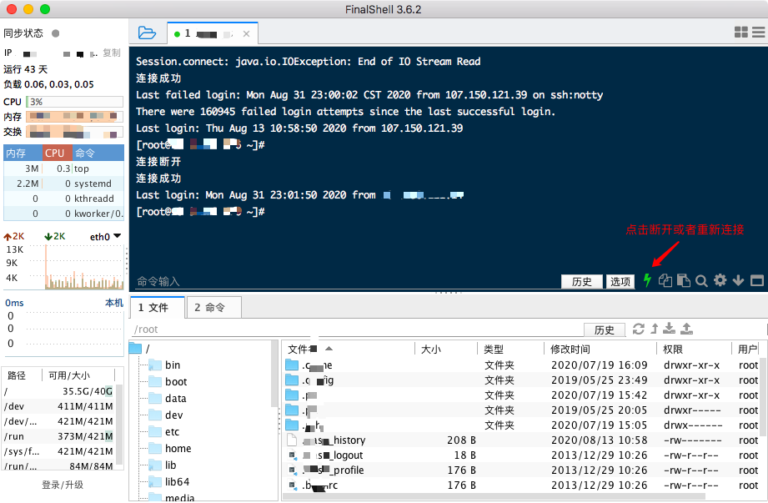 FinalShell 3.6.2
同步状态
IP 复制
运行 43 天
负载 0.06, 0.03, 0.05
CPU 3%
内存
交换
内存 CPU 命令
3M 0.3 top
2.2M 0 systemd
0 0 kthreadd
0 0 kworker/0.
2K 2K eth0
13K
9K
4K
0ms 本机
0
0
0
路径 可用/大小
/ 35.5G/40G
/dev 411M/411M
/dev/... 421M/421M
/run 373M/421M
/sys/f... 421M/421M
/run/... 84M/84M
登录/升级
1
Session.connect: java.io.IOException: End of IO Stream Read
连接成功
Last failed login: Mon Aug 31 23:00:02 CST 2020 from 107.150.121.39 on ssh:notty
There were 160945 failed login attempts since the last successful login.
Last login: Thu Aug 13 10:58:50 2020 from 107.150.121.39
[root@ ~]#
连接断开
连接成功
Last login: Mon Aug 31 23:01:50 2020 from
[root@ ~]#
点击断开或者重新连接
命令输入 历史 选项
1 文件 2 命令
/root 历史
/
bin
boot
data
dev
etc
home
lib
lib64
media
文件 大小 类型 修改时间 权限 用户
文件夹 2020/07/19 16:09 drwxr-xr-x root
文件夹 2019/05/25 23:49 drwxr-xr-x root
文件夹 2020/07/19 15:42 drwxr-xr-x root
文件夹 2019/05/25 20:05 drwxr----- root
文件夹 2020/07/19 15:05 drwx------ root
_history 208 B 2020/08/13 10:58 -rw------- root
_logout 18 B 2013/12/29 10:26 -rw-r--r-- root
_profile 176 B 2013/12/29 10:26 -rw-r--r-- root
176 B 2013/12/29 10:26 -rw-r--r-- root